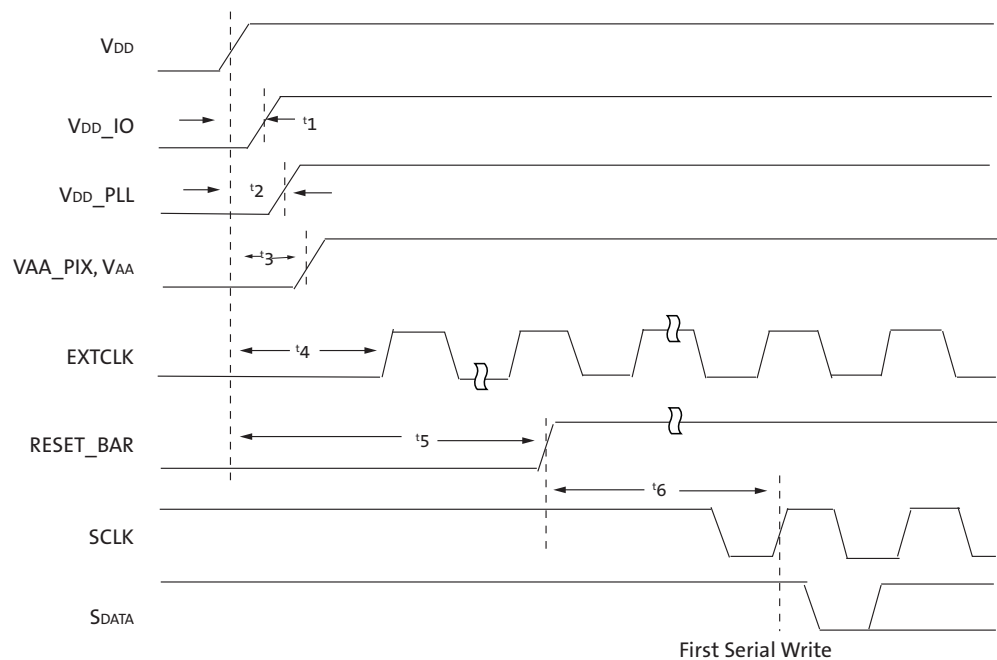 VDD
VDD_IO
t1
VDD_PLL
t2
VAA_PIX, VAA
t3
EXTCLK
t4
RESET_BAR
t5
t6
SCLK
SDATA
First Serial Write